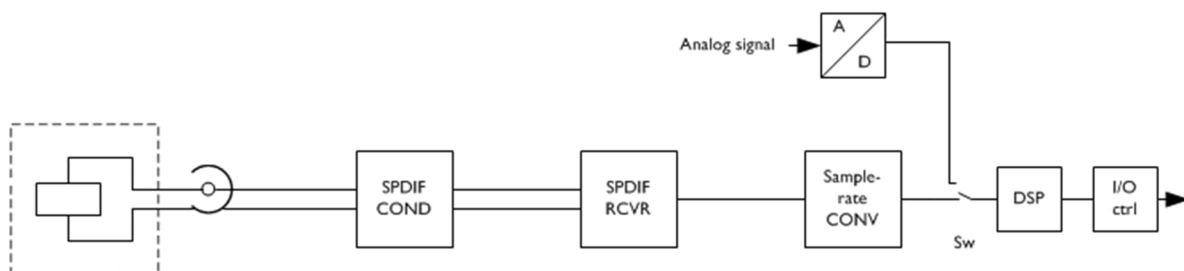 Analog signal
A
D
SPDIF
COND
SPDIF
RCVR
Sample-
rate
CONV
Sw
DSP
I/O
ctrl